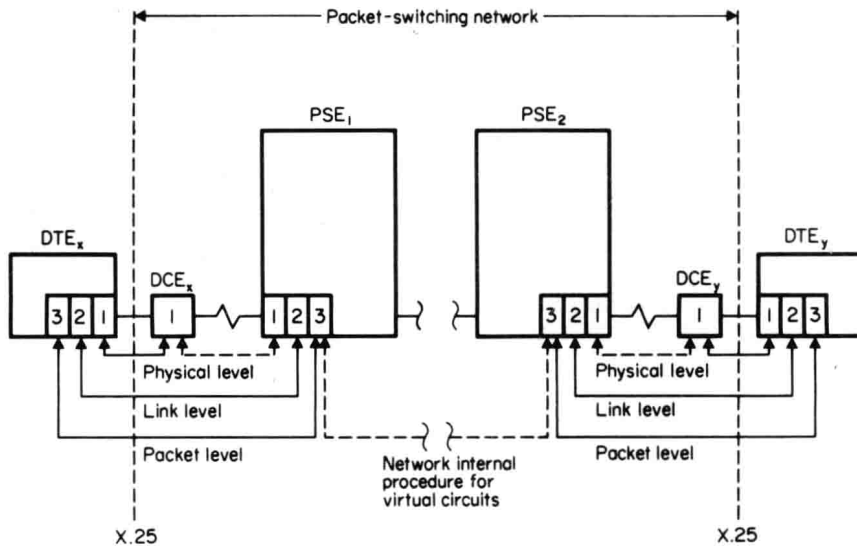 Packet-switching network
PSE₁
PSE₂
DTEₓ
DCEₓ
DCEᵧ
DTEᵧ
3 2 1
1
1 2 3
3 2 1
1
1 2 3
Physical level
Link level
Packet level
Network internal
procedure for
virtual circuits
Physical level
Link level
Packet level
X.25
X.25